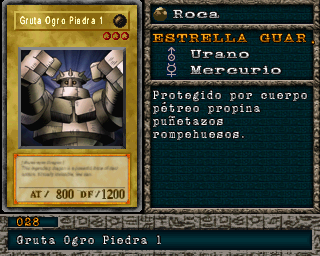 Gruta Ogro Piedra 1
AT/ 800 DF/1200
Roca
ESTRELLA GUAR.
Urano
Mercurio
Protegido por cuerpo
pétreo propina
puñetazos
rompehuesos.
028
Gruta Ogro Piedra 1